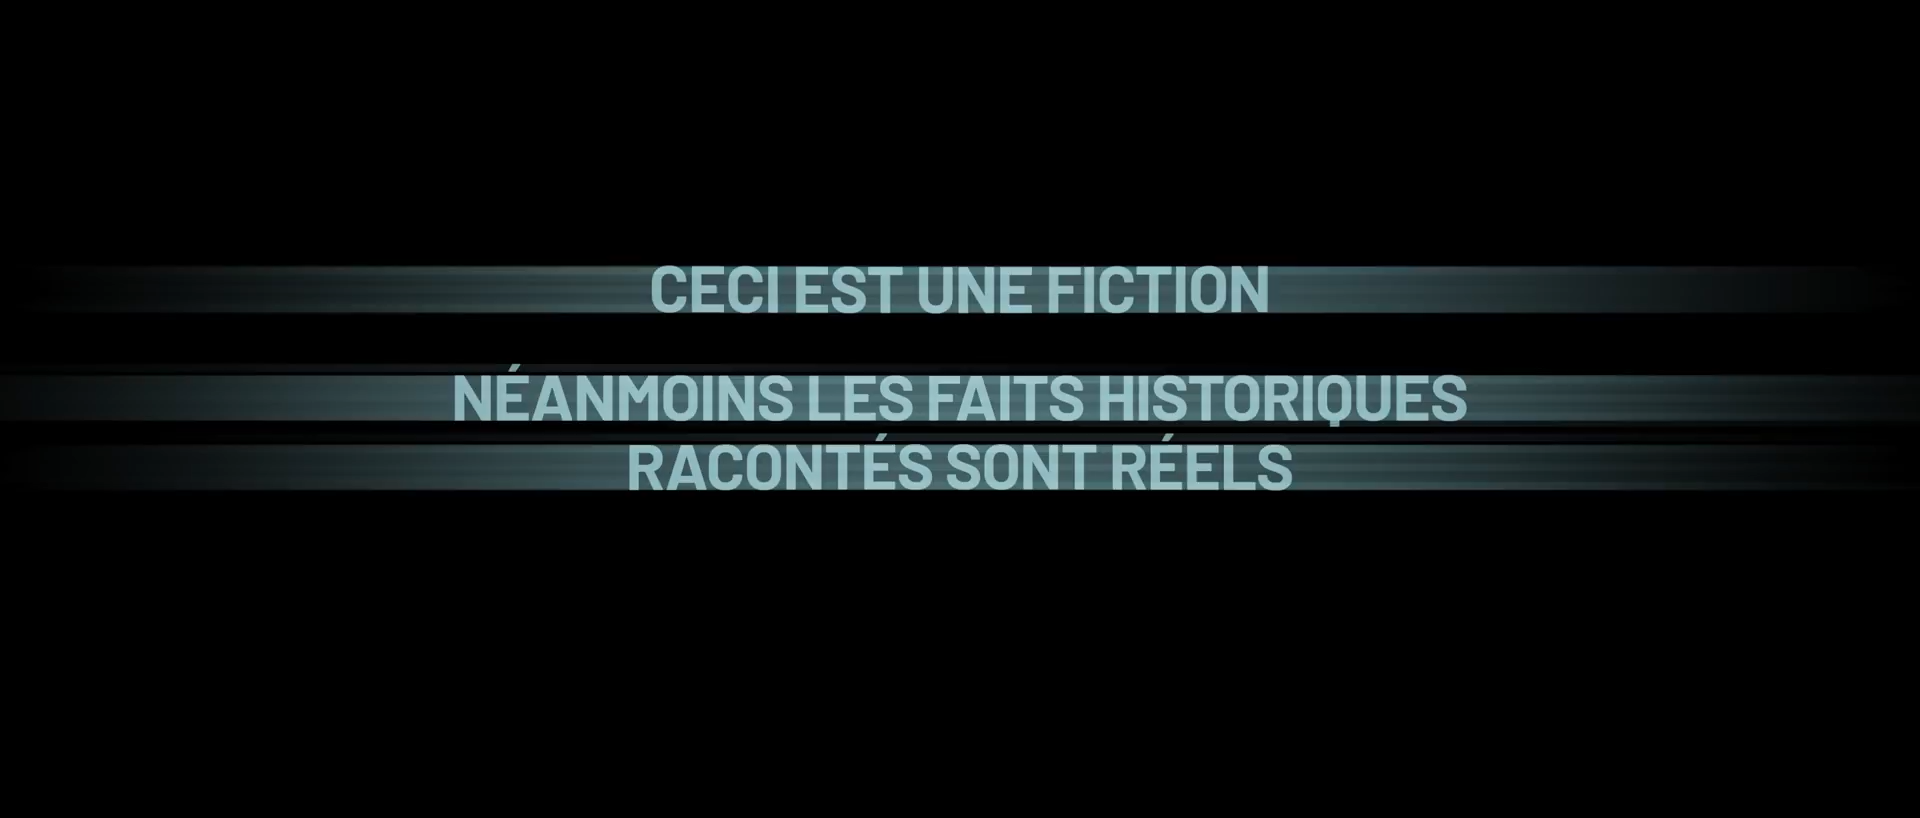 CECI EST UNE FICTION
NÉANMOINS LES FAITS HISTORIQUES
RACONTÉS SONT RÉELS